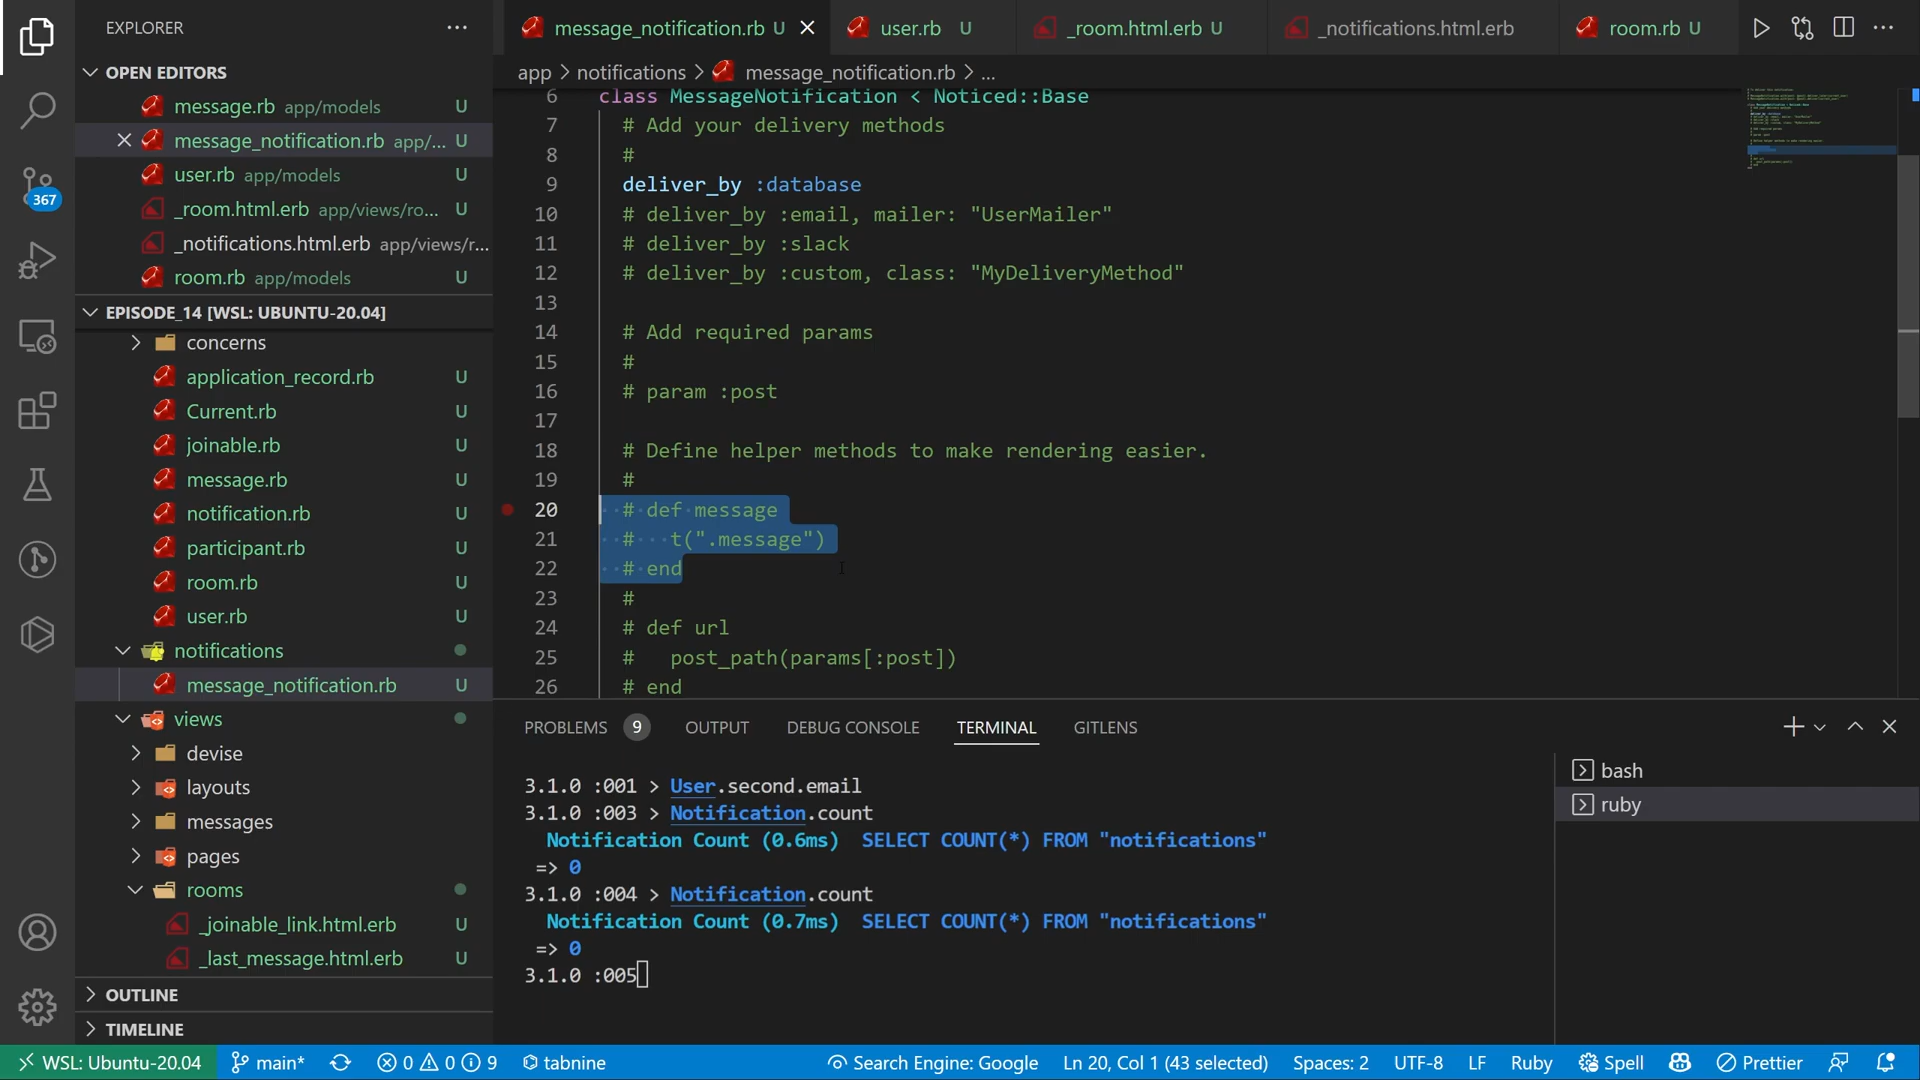 EXPLORER
message_notification.rb U
user.rb U
_room.html.erb U
_notifications.html.erb
room.rb U
OPEN EDITORS
message.rb app/models U
message_notification.rb app/... U
user.rb app/models U
_room.html.erb app/views/ro... U
_notifications.html.erb app/views/r...
room.rb app/models U
EPISODE_14 [WSL: UBUNTU-20.04]
concerns
application_record.rb U
Current.rb U
joinable.rb U
message.rb U
notification.rb U
participant.rb U
room.rb U
user.rb U
notifications
message_notification.rb U
views
devise
layouts
messages
pages
rooms
_joinable_link.html.erb U
_last_message.html.erb U
OUTLINE
TIMELINE
367
app > notifications > message_notification.rb > ...
6 class MessageNotification < Noticed::Base
7 # Add your delivery methods
8 #
9 deliver_by :database
10 # deliver_by :email, mailer: "UserMailer"
11 # deliver_by :slack
12 # deliver_by :custom, class: "MyDeliveryMethod"
13
14 # Add required params
15 #
16 # param :post
17
18 # Define helper methods to make rendering easier.
19 #
20 # def message
21 #   t(".message")
22 # end
23 #
24 # def url
25 #   post_path(params[:post])
26 # end
PROBLEMS 9 OUTPUT DEBUG CONSOLE TERMINAL GITLENS
3.1.0 :001 > User.second.email
3.1.0 :003 > Notification.count
Notification Count (0.6ms)  SELECT COUNT(*) FROM "notifications"
=> 0
3.1.0 :004 > Notification.count
Notification Count (0.7ms)  SELECT COUNT(*) FROM "notifications"
=> 0
3.1.0 :005
bash
ruby
WSL: Ubuntu-20.04 main* 0 0 9 tabnine Search Engine: Google Ln 20, Col 1 (43 selected) Spaces: 2 UTF-8 LF Ruby Spell Prettier